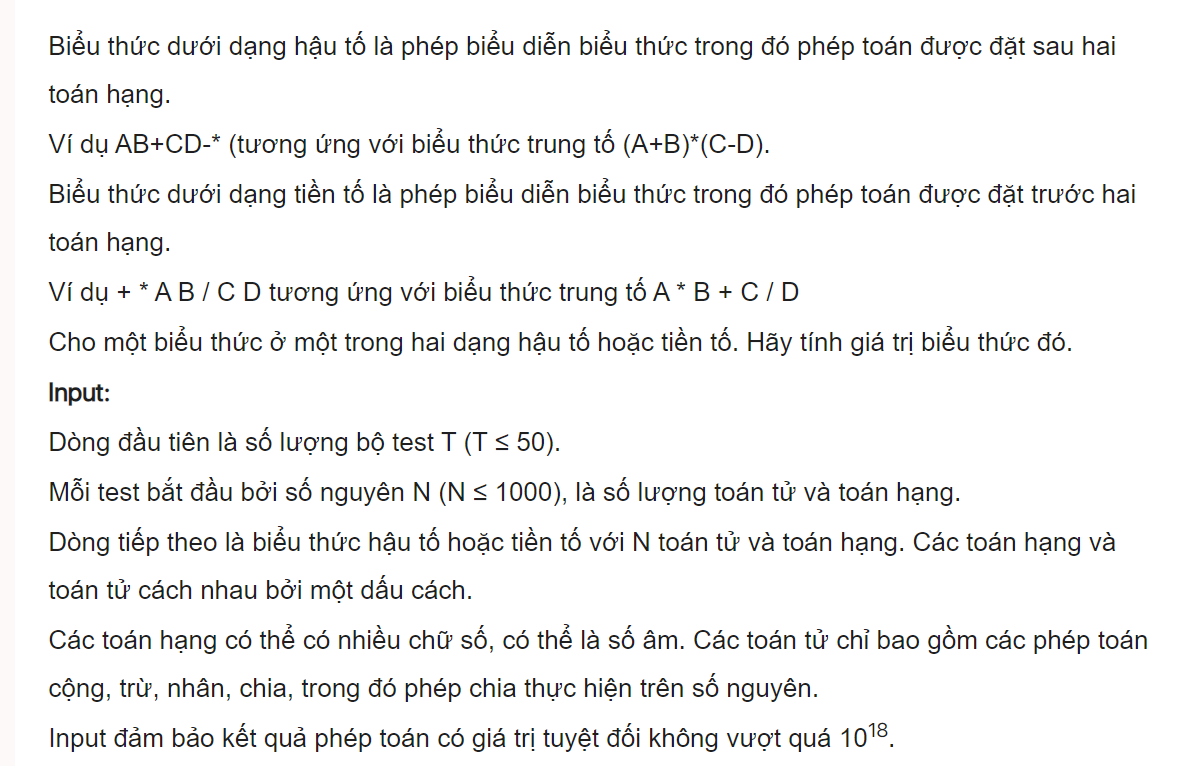 Biểu thức dưới dạng hậu tố là phép biểu diễn biểu thức trong đó phép toán được đặt sau hai
toán hạng.
Ví dụ AB+CD-* (tương ứng với biểu thức trung tố (A+B)*(C-D).
Biểu thức dưới dạng tiền tố là phép biểu diễn biểu thức trong đó phép toán được đặt trước hai
toán hạng.
Ví dụ + * A B / C D tương ứng với biểu thức trung tố A * B + C / D
Cho một biểu thức ở một trong hai dạng hậu tố hoặc tiền tố. Hãy tính giá trị biểu thức đó.
Input:
Dòng đầu tiên là số lượng bộ test T (T ≤ 50).
Mỗi test bắt đầu bởi số nguyên N (N ≤ 1000), là số lượng toán tử và toán hạng.
Dòng tiếp theo là biểu thức hậu tố hoặc tiền tố với N toán tử và toán hạng. Các toán hạng và
toán tử cách nhau bởi một dấu cách.
Các toán hạng có thể có nhiều chữ số, có thể là số âm. Các toán tử chỉ bao gồm các phép toán
cộng, trừ, nhân, chia, trong đó phép chia thực hiện trên số nguyên.
Input đảm bảo kết quả phép toán có giá trị tuyệt đối không vượt quá 10¹⁸.